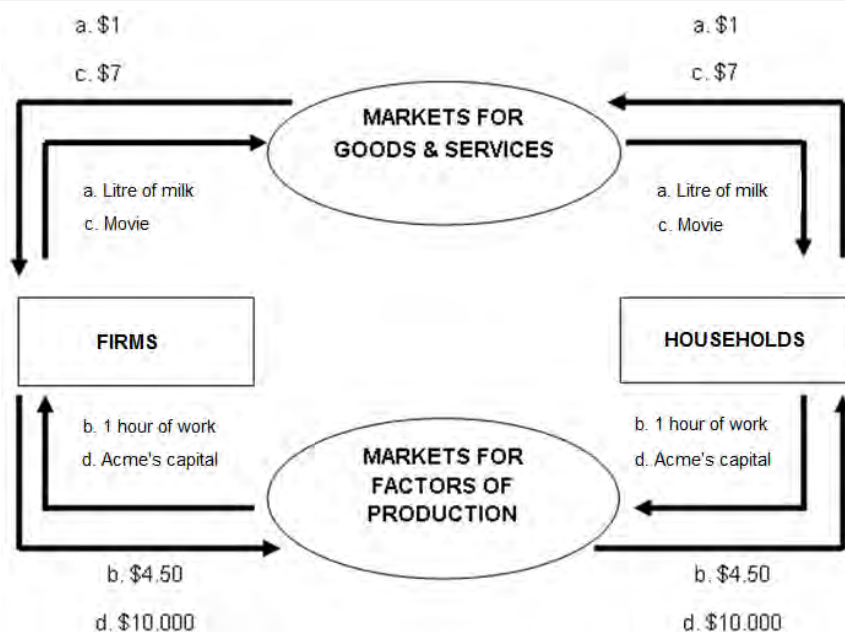 a. $1
c. $7
a. $1
c. $7
MARKETS FOR
GOODS & SERVICES
a. Litre of milk
c. Movie
a. Litre of milk
c. Movie
FIRMS
HOUSEHOLDS
b. 1 hour of work
d. Acme's capital
MARKETS FOR
FACTORS OF
PRODUCTION
b. 1 hour of work
d. Acme's capital
b. $4.50
d. $10,000
b. $4.50
d. $10,000